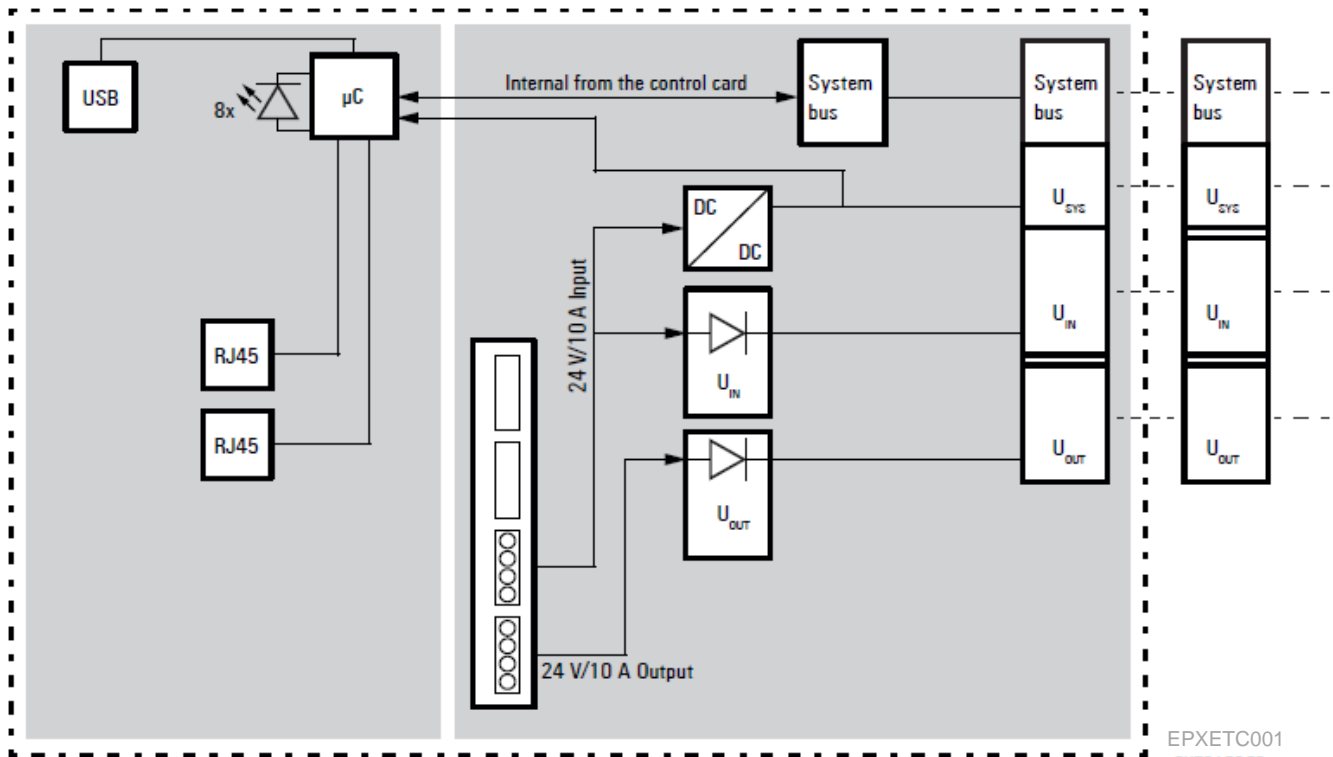 USB
8x
µC
Internal from the control card
System
bus
System
bus
System
bus
DC
DC
U_SYS
U_SYS
24 V/10 A Input
U_IN
U_IN
U_IN
RJ45
RJ45
U_OUT
U_OUT
U_OUT
24 V/10 A Output
EPXETC001